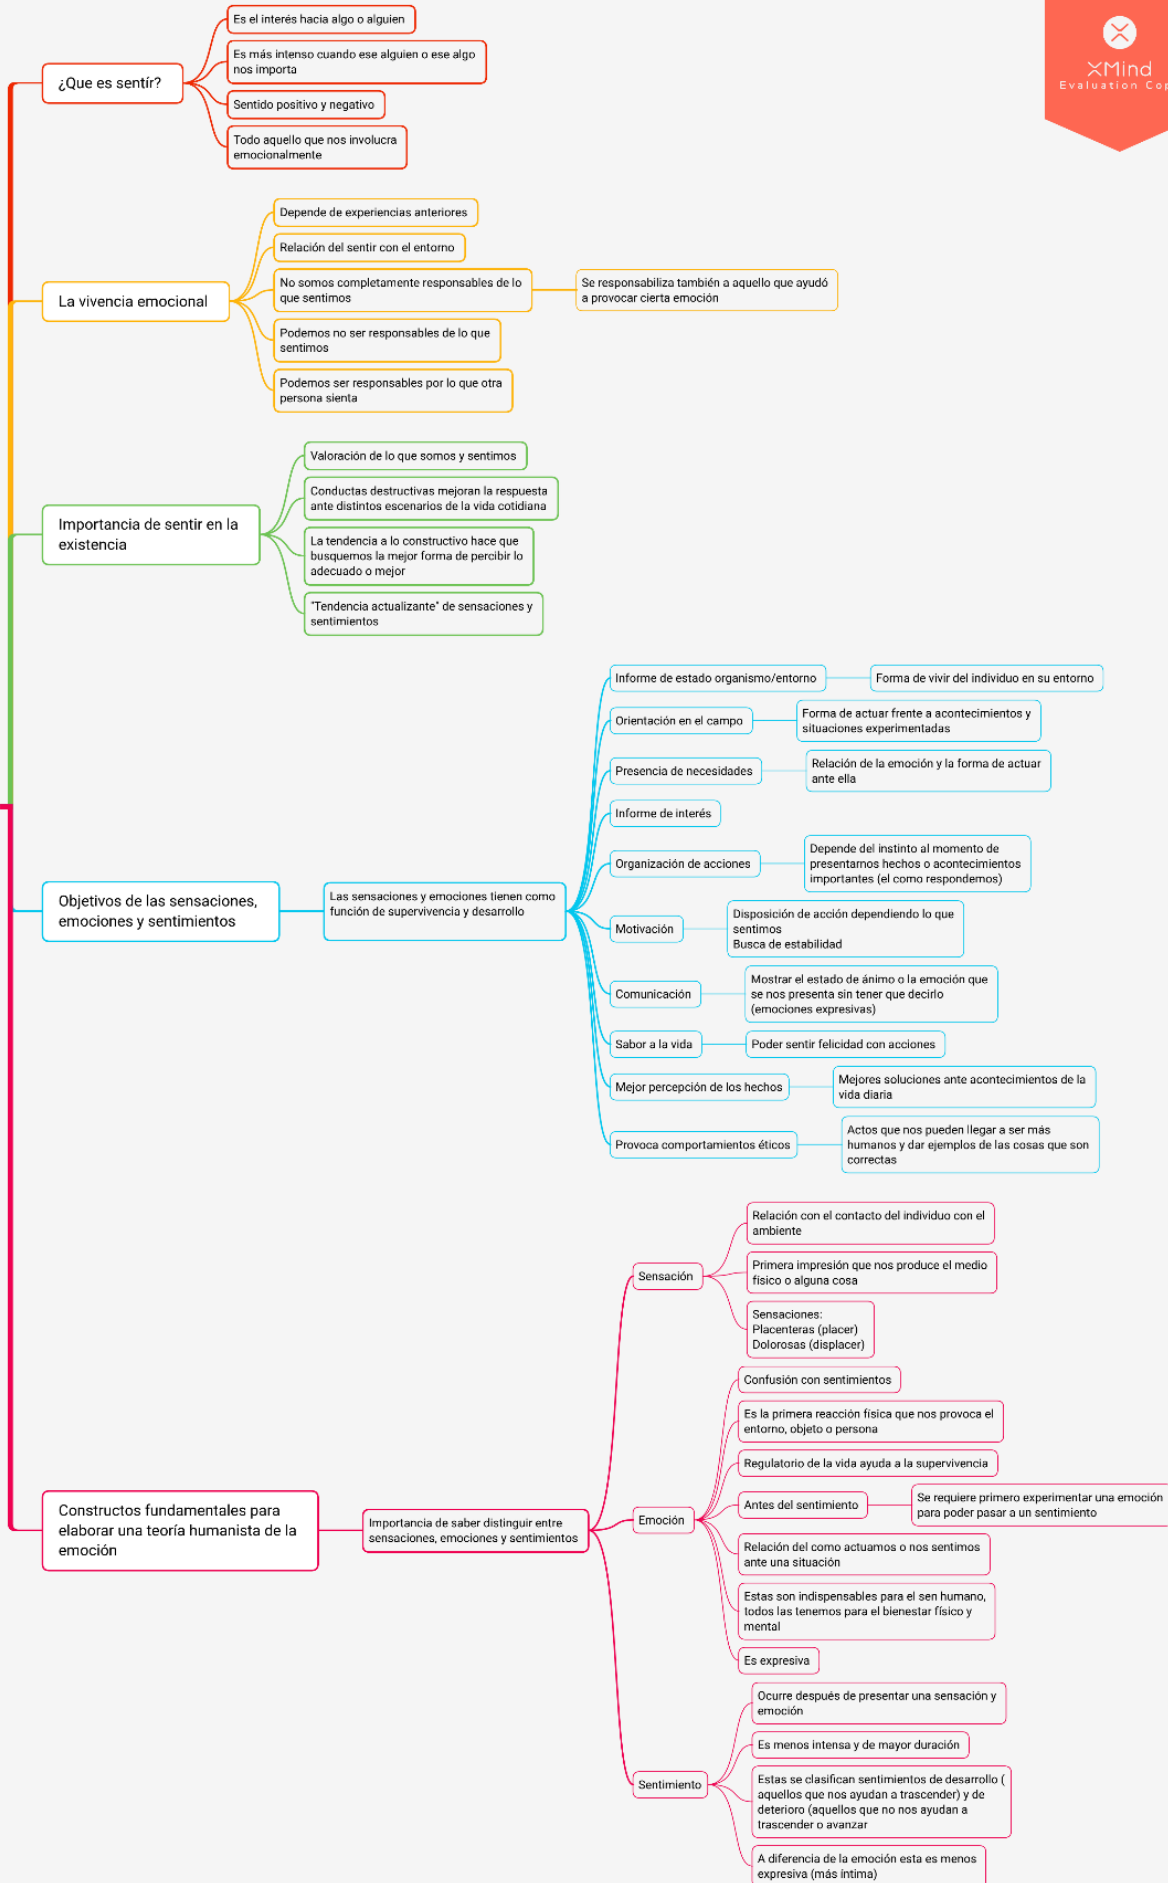 XMind
Evaluation Cop
¿Que es sentír?
Es el interés hacia algo o alguien
Es más intenso cuando ese alguien o ese algo
nos importa
Sentido positivo y negativo
Todo aquello que nos involucra
emocionalmente
La vivencia emocional
Depende de experiencias anteriores
Relación del sentir con el entorno
No somos completamente responsables de lo
que sentimos
Se responsabiliza también a aquello que ayudó
a provocar cierta emoción
Podemos no ser responsables de lo que
sentimos
Podemos ser responsables por lo que otra
persona sienta
Importancia de sentir en la
existencia
Valoración de lo que somos y sentimos
Conductas destructivas mejoran la respuesta
ante distintos escenarios de la vida cotidiana
La tendencia a lo constructivo hace que
busquemos la mejor forma de percibir lo
adecuado o mejor
"Tendencia actualizante" de sensaciones y
sentimientos
Objetivos de las sensaciones,
emociones y sentimientos
Las sensaciones y emociones tienen como
función de supervivencia y desarrollo
Informe de estado organismo/entorno
Forma de vivir del individuo en su entorno
Orientación en el campo
Forma de actuar frente a acontecimientos y
situaciones experimentadas
Presencia de necesidades
Relación de la emoción y la forma de actuar
ante ella
Informe de interés
Organización de acciones
Depende del instinto al momento de
presentarnos hechos o acontecimientos
importantes (el como respondemos)
Motivación
Disposición de acción dependiendo lo que
sentimos
Busca de estabilidad
Comunicación
Mostrar el estado de ánimo o la emoción que
se nos presenta sin tener que decirlo
(emociones expresivas)
Sabor a la vida
Poder sentir felicidad con acciones
Mejor percepción de los hechos
Mejores soluciones ante acontecimientos de la
vida diaria
Provoca comportamientos éticos
Actos que nos pueden llegar a ser más
humanos y dar ejemplos de las cosas que son
correctas
Constructos fundamentales para
elaborar una teoría humanista de la
emoción
Importancia de saber distinguir entre
sensaciones, emociones y sentimientos
Sensación
Relación con el contacto del individuo con el
ambiente
Primera impresión que nos produce el medio
físico o alguna cosa
Sensaciones:
Placenteras (placer)
Dolorosas (displacer)
Emoción
Confusión con sentimientos
Es la primera reacción física que nos provoca el
entorno, objeto o persona
Regulatorio de la vida ayuda a la supervivencia
Antes del sentimiento
Se requiere primero experimentar una emoción
para poder pasar a un sentimiento
Relación del como actuamos o nos sentimos
ante una situación
Estas son indispensables para el sen humano,
todos las tenemos para el bienestar físico y
mental
Es expresiva
Sentimiento
Ocurre después de presentar una sensación y
emoción
Es menos intensa y de mayor duración
Estas se clasifican sentimientos de desarrollo (
aquellos que nos ayudan a trascender) y de
deterioro (aquellos que no nos ayudan a
trascender o avanzar
A diferencia de la emoción esta es menos
expresiva (más íntima)